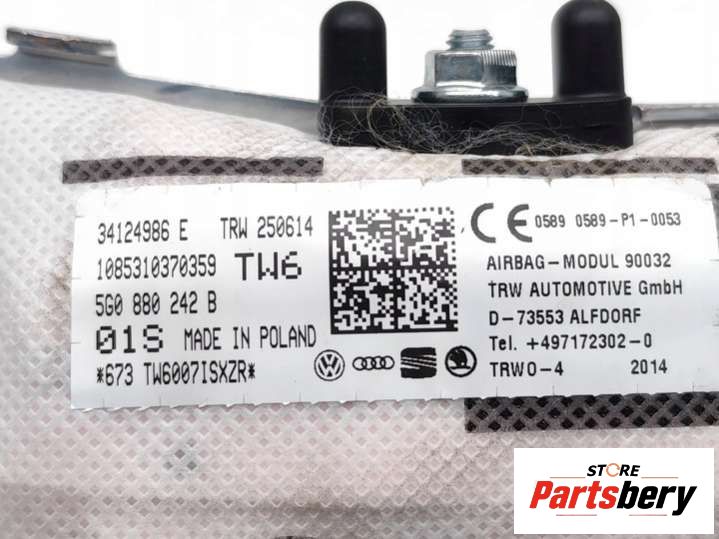 34124986 E TRW 250614
1085310370359 TW6
5G0 880 242 B
01S MADE IN POLAND
*673 TW6007ISXZR*
CE 0589 0589-P1-0053
AIRBAG-MODUL 90032
TRW AUTOMOTIVE GmbH
D-73553 ALFDORF
Tel. +497172302-0
TRWO-4 2014
STORE
Partsbery